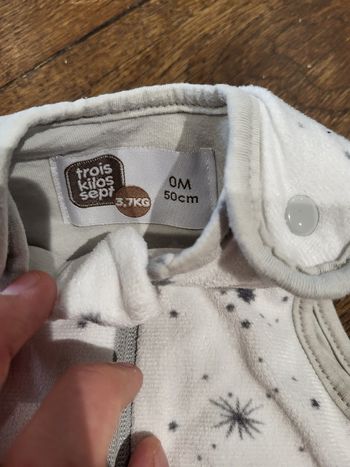 trois
kilos
sept
3,7KG
0M
50cm